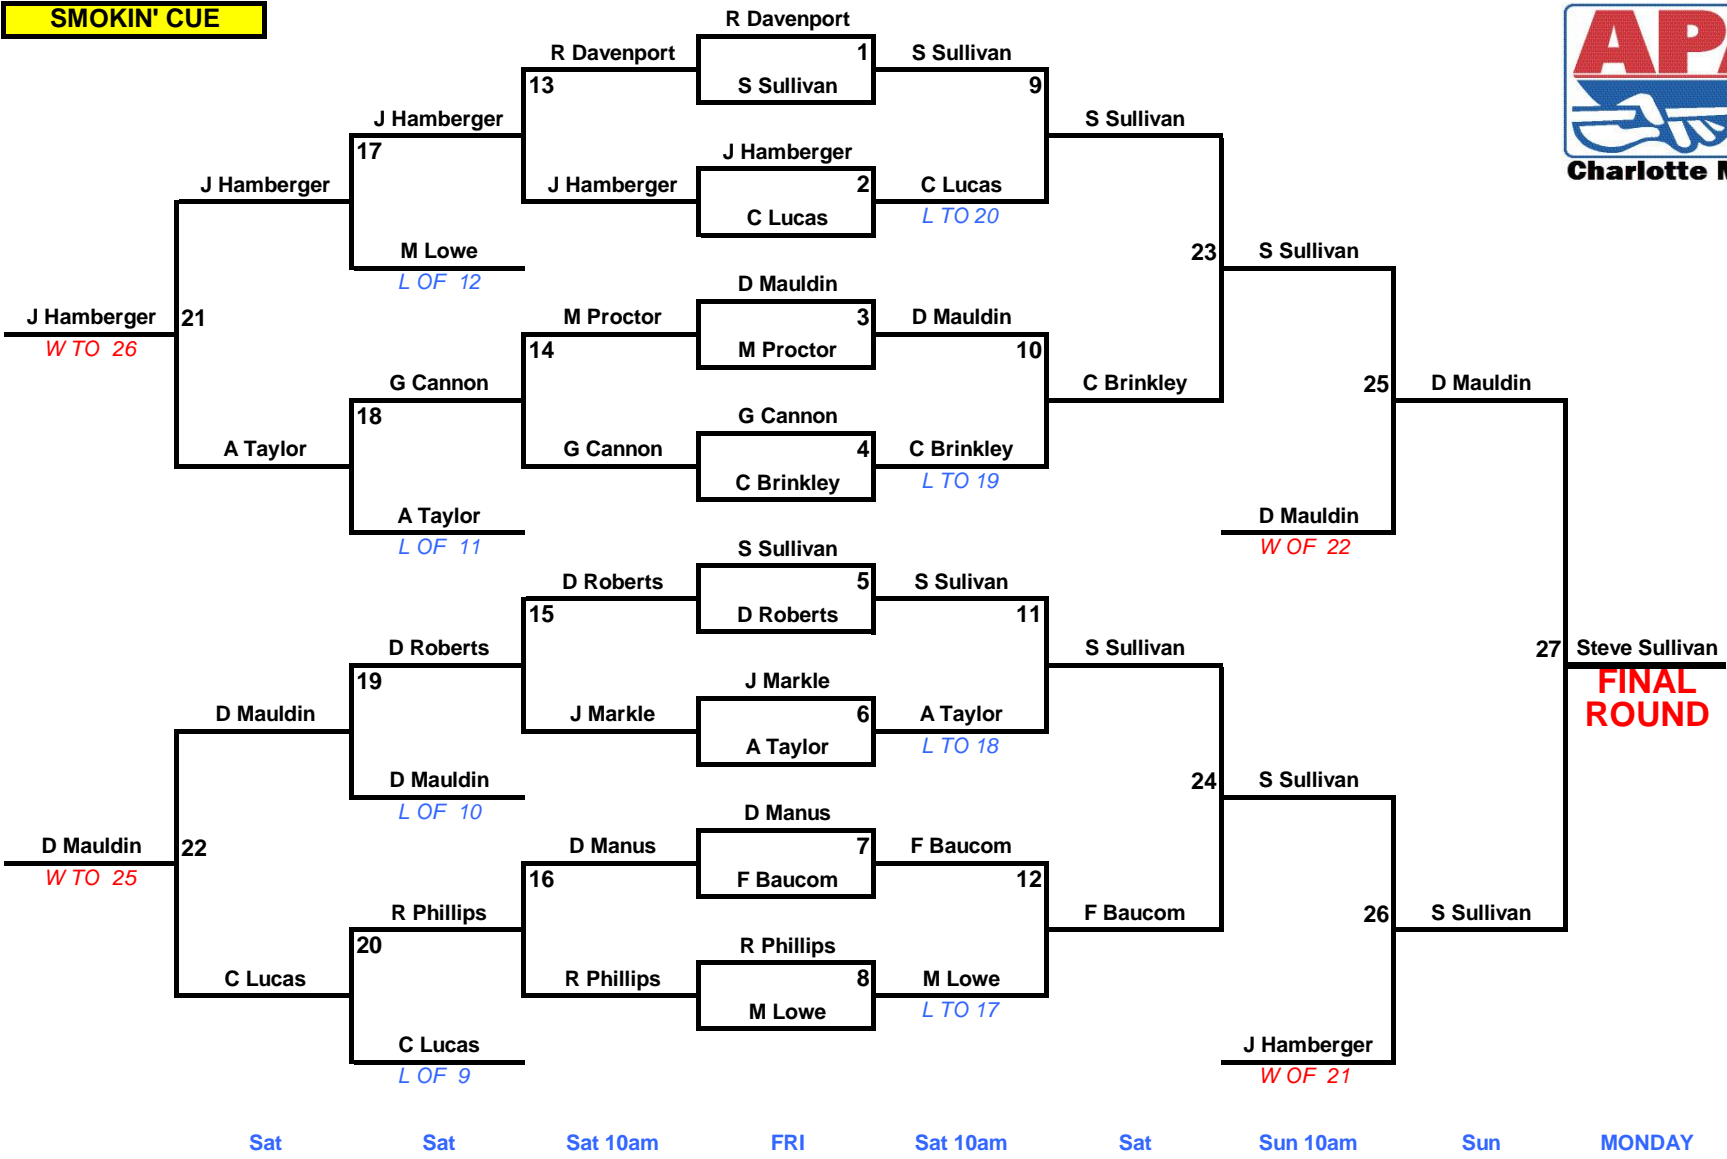 SMOKIN' CUE
R Davenport
R Davenport
1
S Sullivan
13
S Sullivan
9
J Hamberger
S Sullivan
17
J Hamberger
J Hamberger
J Hamberger
2
C Lucas
C Lucas
L TO 20
M Lowe
L OF 12
23
S Sullivan
D Mauldin
J Hamberger
21
M Proctor
3
D Mauldin
W TO 26
14
M Proctor
10
G Cannon
C Brinkley
25
D Mauldin
18
G Cannon
A Taylor
G Cannon
4
C Brinkley
C Brinkley
L TO 19
A Taylor
L OF 11
D Mauldin
W OF 22
S Sullivan
D Roberts
5
S Sulivan
15
D Roberts
11
D Roberts
S Sullivan
27
Steve Sullivan
FINAL
ROUND
19
J Markle
D Mauldin
J Markle
6
A Taylor
A Taylor
L TO 18
D Mauldin
L OF 10
24
S Sullivan
D Manus
D Mauldin
22
D Manus
7
F Baucom
W TO 25
16
F Baucom
12
R Phillips
F Baucom
26
S Sullivan
20
R Phillips
C Lucas
R Phillips
8
M Lowe
M Lowe
L TO 17
C Lucas
L OF 9
J Hamberger
W OF 21
Sat
Sat
Sat 10am
FRI
Sat 10am
Sat
Sun 10am
Sun
MONDAY
APA
Charlotte